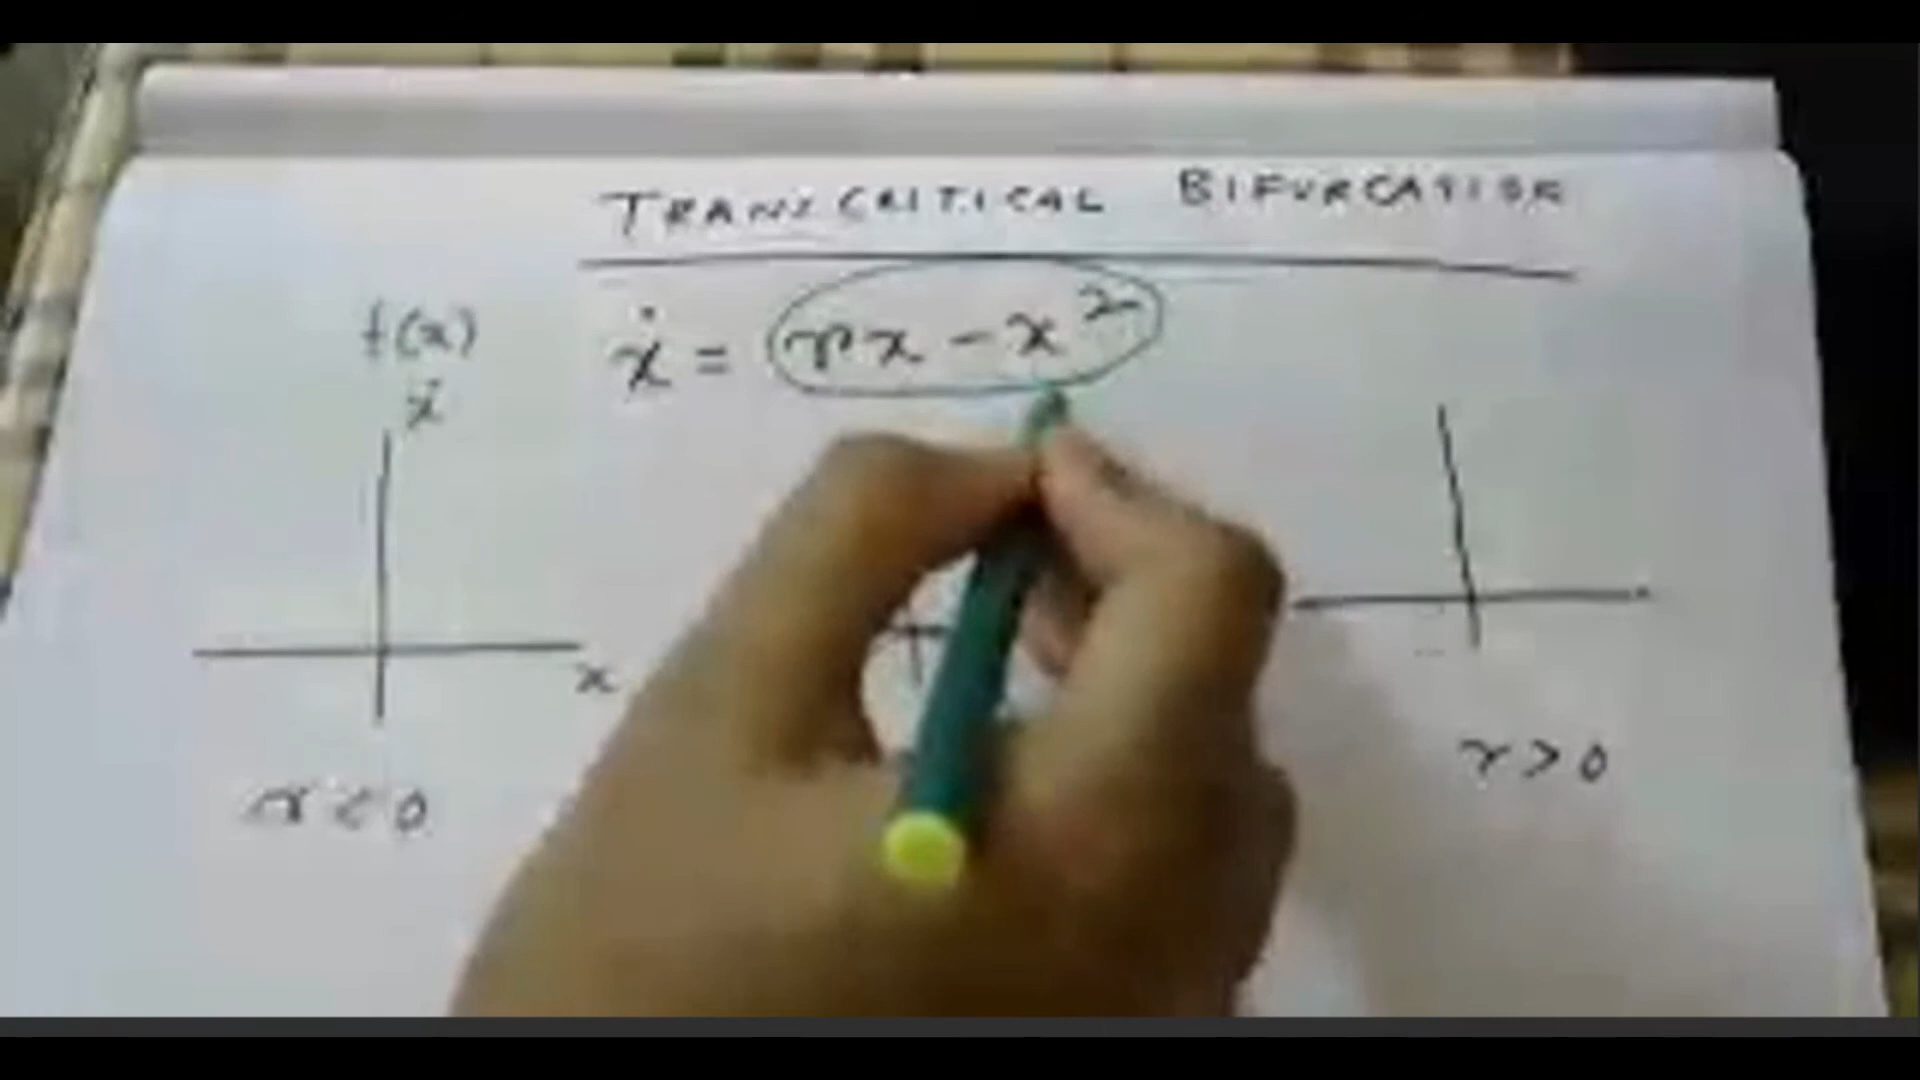 TRANSCRITICAL BIFURCATION
f(x)
ẋ = rx - x²
ẋ
x
r < 0
r > 0